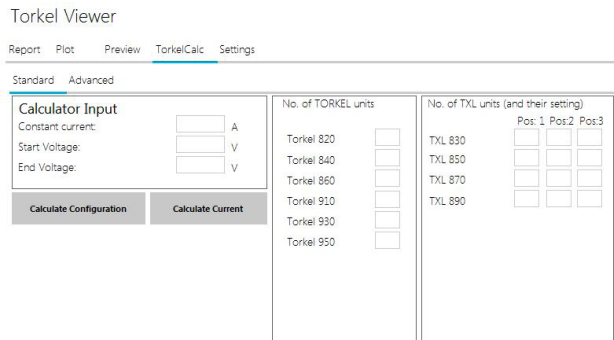 Torkel Viewer
Report Plot Preview TorkelCalc Settings
Standard Advanced
Calculator Input
Constant current: A
Start Voltage: V
End Voltage: V
Calculate Configuration Calculate Current
No. of TORKEL units
Torkel 820
Torkel 840
Torkel 860
Torkel 910
Torkel 930
Torkel 950
No. of TXL units (and their setting)
Pos: 1 Pos:2 Pos:3
TXL 830
TXL 850
TXL 870
TXL 890